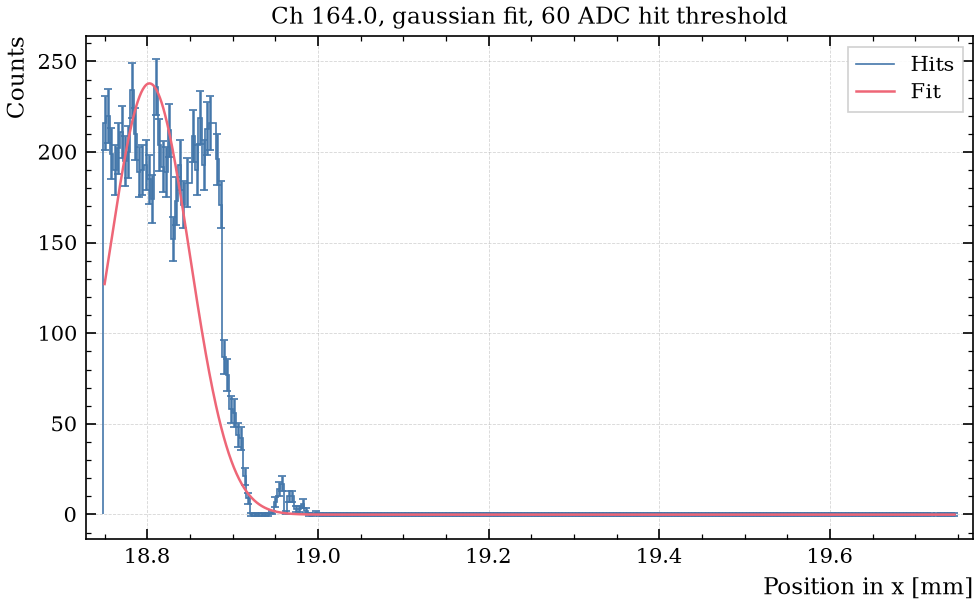 Ch 164.0, gaussian fit, 60 ADC hit threshold
Counts
250
200
150
100
50
0
Hits
Fit
18.8
19.0
19.2
19.4
19.6
Position in x [mm]